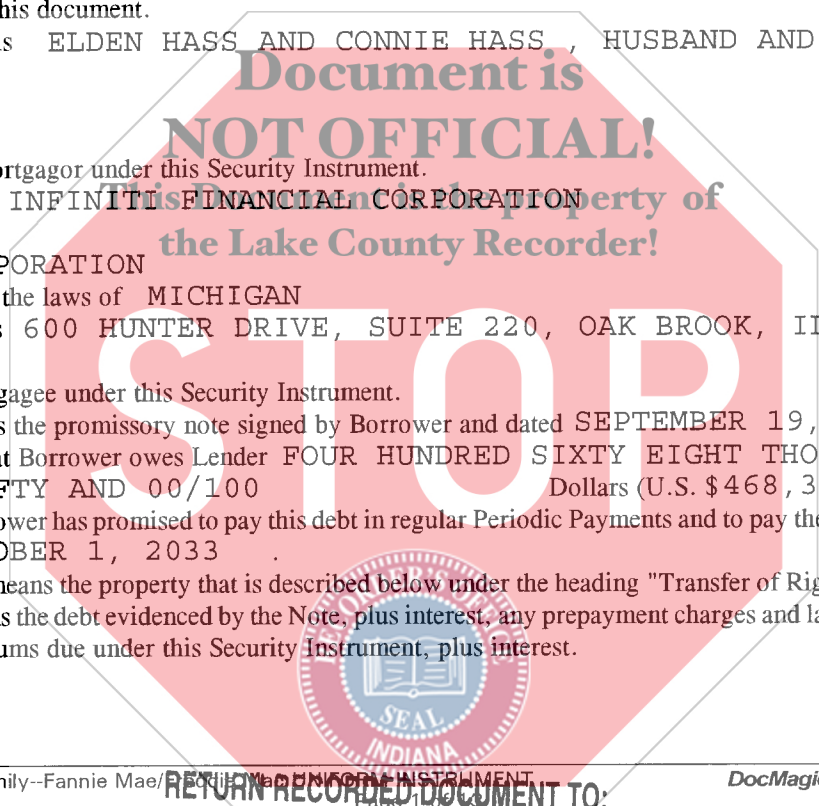 his document.
s ELDEN HASS AND CONNIE HASS , HUSBAND AND
Document is
NOT OFFICIAL!
ortgagor under this Security Instrument.
INFINITI FINANCIAL CORPORATION
This Document is the property of
the Lake County Recorder!
PORATION
the laws of MICHIGAN
s 600 HUNTER DRIVE, SUITE 220, OAK BROOK, IL
STOP
gagee under this Security Instrument.
s the promissory note signed by Borrower and dated SEPTEMBER 19,
at Borrower owes Lender FOUR HUNDRED SIXTY EIGHT THO
FTY AND 00/100 Dollars (U.S. $468,3
ower has promised to pay this debt in regular Periodic Payments and to pay the
OBER 1, 2033 .
neans the property that is described below under the heading "Transfer of Rig
s the debt evidenced by the Note, plus interest, any prepayment charges and la
ums due under this Security Instrument, plus interest.
RECORDER'S OFFICE
SEAL
INDIANA
nily--Fannie Mae/Freddie Mac UNIFORM INSTRUMENT DocMagic
RETURN RECORDED DOCUMENT TO: